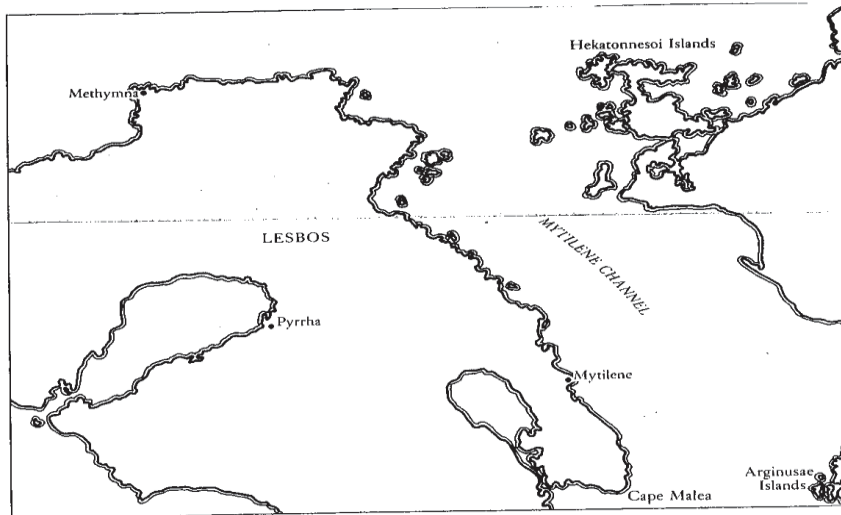 Hekatonnesoi Islands
Methymna
LESBOS
MYTILENE CHANNEL
Pyrrha
Mytilene
Arginusae
Islands
Cape Malea